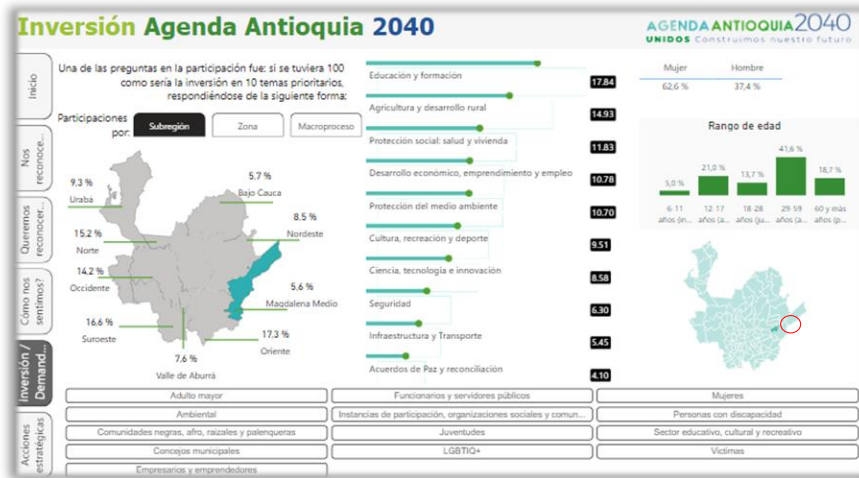 Inversión Agenda Antioquia 2040
AGENDA ANTIOQUIA 2040
UNIDOS Construimos nuestro futuro
Inicio
Nos reconoce...
Queremos reconocer...
Cómo nos sentimos?
Inversión / Demand...
Acciones estratégicas
Una de las preguntas en la participación fue: si se tuviera 100
como sería la inversión en 10 temas prioritarios,
respondiéndose de la siguiente forma:
Participaciones por:
Subregión
Zona
Macroproceso
9.3 %
Urabá
5.7 %
Bajo Cauca
15.2 %
Norte
8.5 %
Nordeste
14.2 %
Occidente
5.6 %
Magdalena Medio
16.6 %
Suroeste
17.3 %
Oriente
7.6 %
Valle de Aburrá
Educación y formación
17.84
Agricultura y desarrollo rural
14.93
Protección social: salud y vivienda
11.83
Desarrollo económico, emprendimiento y empleo
10.78
Protección del medio ambiente
10.70
Cultura, recreación y deporte
9.51
Ciencia, tecnología e innovación
8.58
Seguridad
6.30
Infraestructura y Transporte
5.45
Acuerdos de Paz y reconciliación
4.10
Mujer Hombre
62,6 % 37,4 %
Rango de edad
5,0 % 21,0 % 13,7 % 41,6 % 18,7 %
6-11 12-17 18-28 29-59 60 y más
años (in... años (a... años (ju... años (a... años (p...
Adulto mayor
Funcionarios y servidores públicos
Mujeres
Ambiental
Instancias de participación, organizaciones sociales y comun...
Personas con discapacidad
Comunidades negras, afro, raizales y palenqueras
Juventudes
Sector educativo, cultural y recreativo
Concejos municipales
LGBTIQ+
Victimas
Empresarios y emprendedores